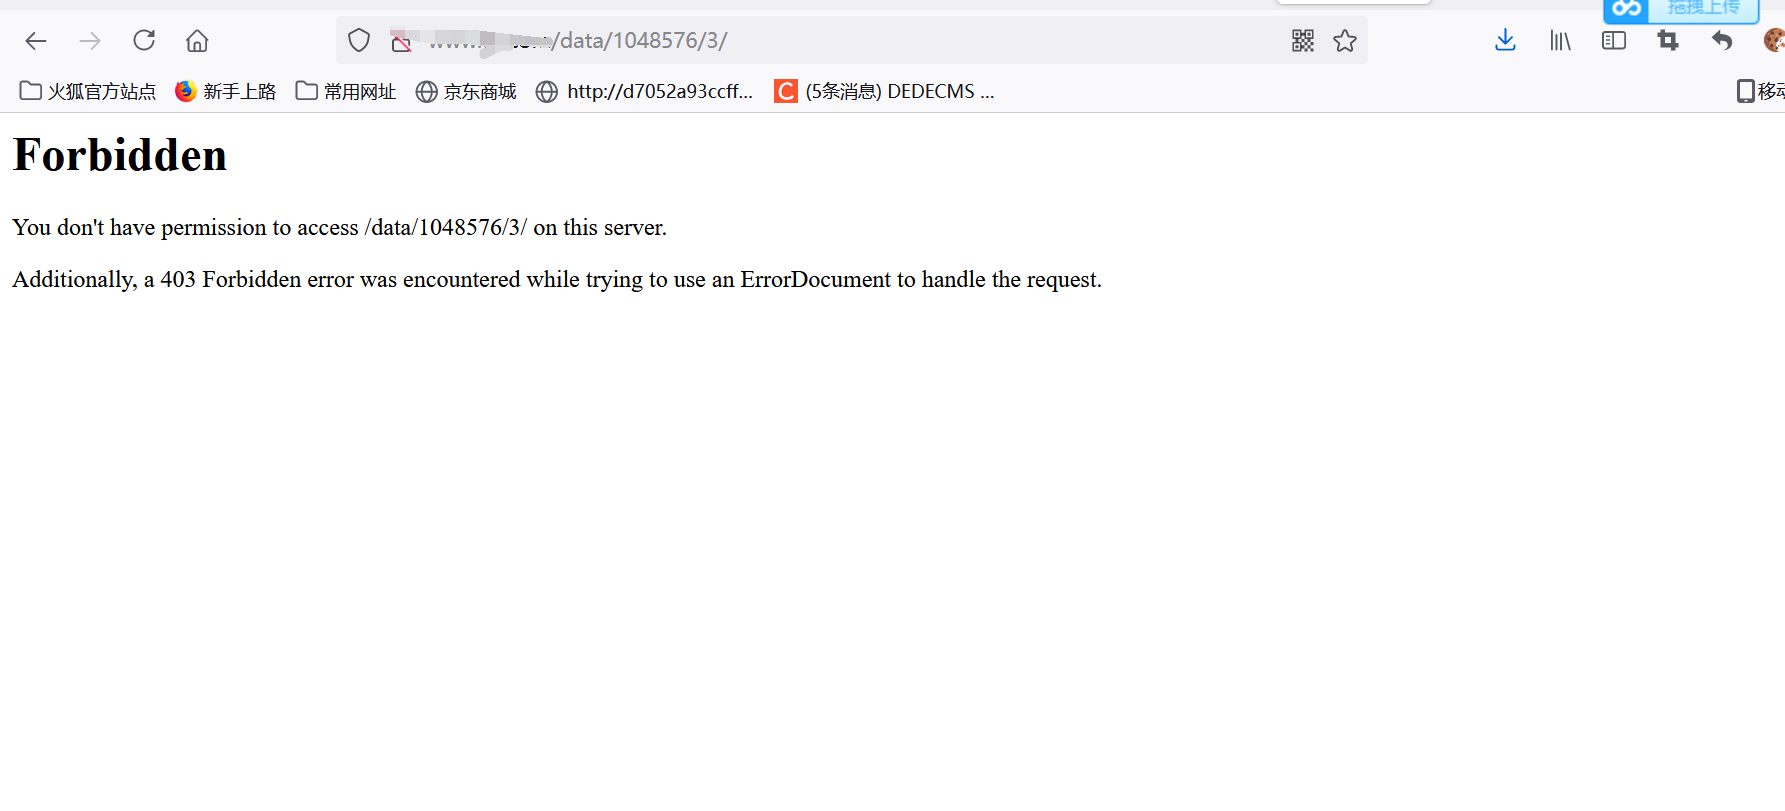 拖拽上传
/data/1048576/3/
火狐官方站点 新手上路 常用网址 京东商城 http://d7052a93ccff... C (5条消息) DEDECMS ... 移动
Forbidden
You don't have permission to access /data/1048576/3/ on this server.
Additionally, a 403 Forbidden error was encountered while trying to use an ErrorDocument to handle the request.